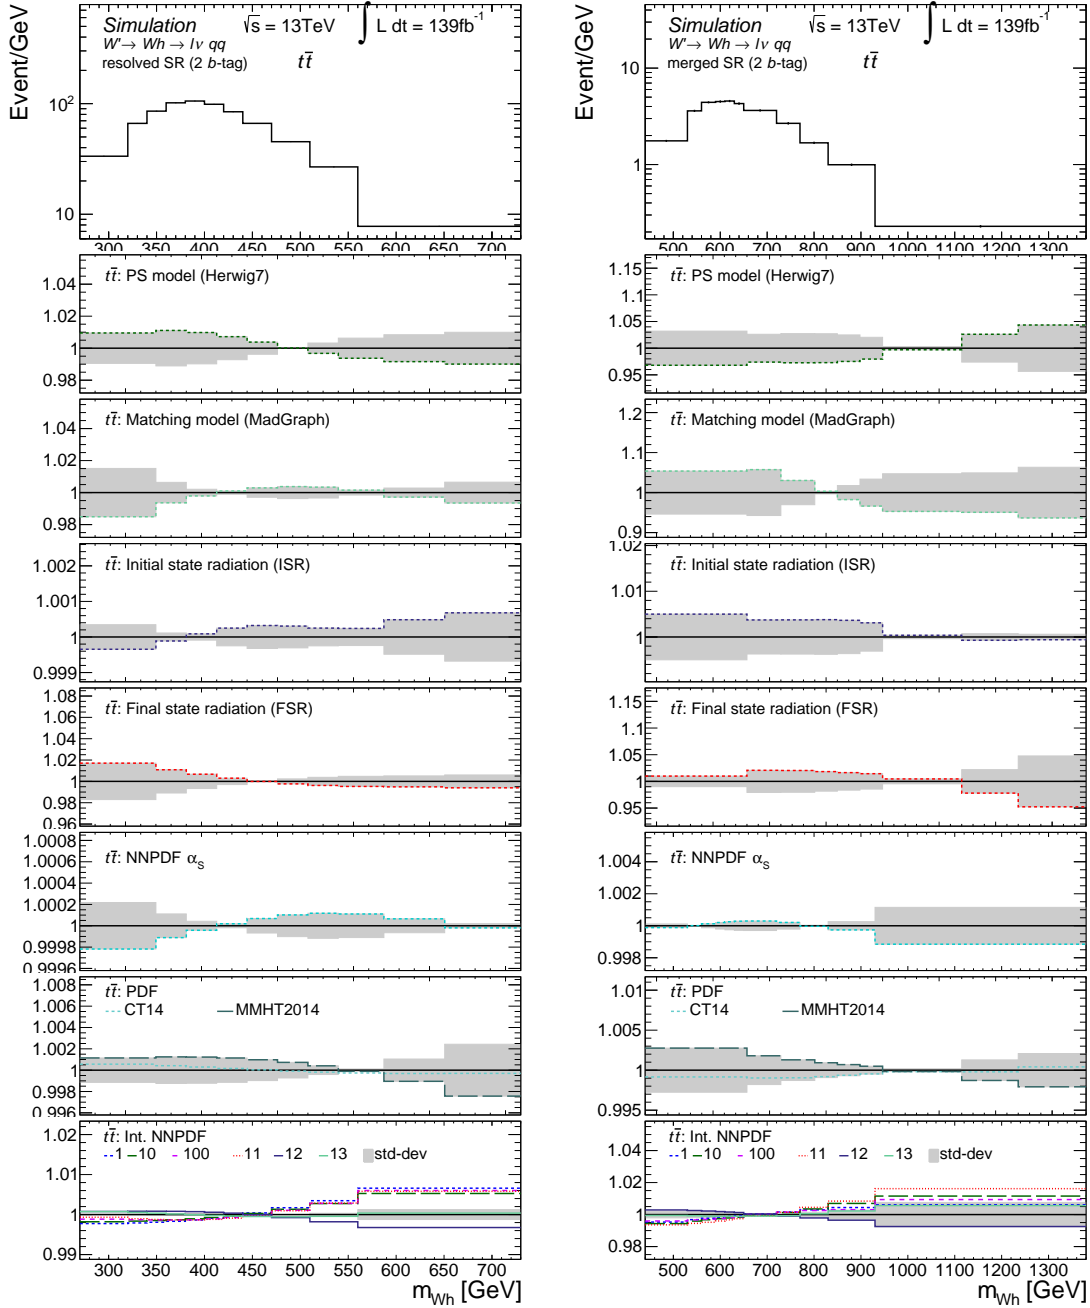 Event/GeV
Simulation √s = 13TeV ∫ L dt = 139fb⁻¹
W'→ Wh → lν qq
resolved SR (2 b-tag) tt̄
10²
10
300 350 400 450 500 550 600 650 700
tt̄: PS model (Herwig7)
1.04
1.02
1
0.98
tt̄: Matching model (MadGraph)
1.04
1.02
1
0.98
tt̄: Initial state radiation (ISR)
1.002
1.001
1
0.999
tt̄: Final state radiation (FSR)
1.08
1.06
1.04
1.02
1
0.98
0.96
tt̄: NNPDF α_S
1.0008
1.0006
1.0004
1.0002
1
0.9998
0.9996
tt̄: PDF
CT14 MMHT2014
1.008
1.006
1.004
1.002
1
0.998
0.996
tt̄: Int. NNPDF
1 10 100 11 12 13 std-dev
1.02
1.01
1
0.99
300 350 400 450 500 550 600 650 700
m_Wh [GeV]
Event/GeV
Simulation √s = 13TeV ∫ L dt = 139fb⁻¹
W'→ Wh → lν qq
merged SR (2 b-tag) tt̄
10
1
500 600 700 800 900 1000 1100 1200 1300
tt̄: PS model (Herwig7)
1.15
1.1
1.05
1
0.95
tt̄: Matching model (MadGraph)
1.2
1.1
1
0.9
tt̄: Initial state radiation (ISR)
1.02
1.01
1
tt̄: Final state radiation (FSR)
1.15
1.1
1.05
1
0.95
tt̄: NNPDF α_S
1.004
1.002
1
0.998
tt̄: PDF
CT14 MMHT2014
1.01
1.005
1
0.995
tt̄: Int. NNPDF
1 10 100 11 12 13 std-dev
1.04
1.02
1
0.98
500 600 700 800 900 1000 1100 1200 1300
m_Wh [GeV]